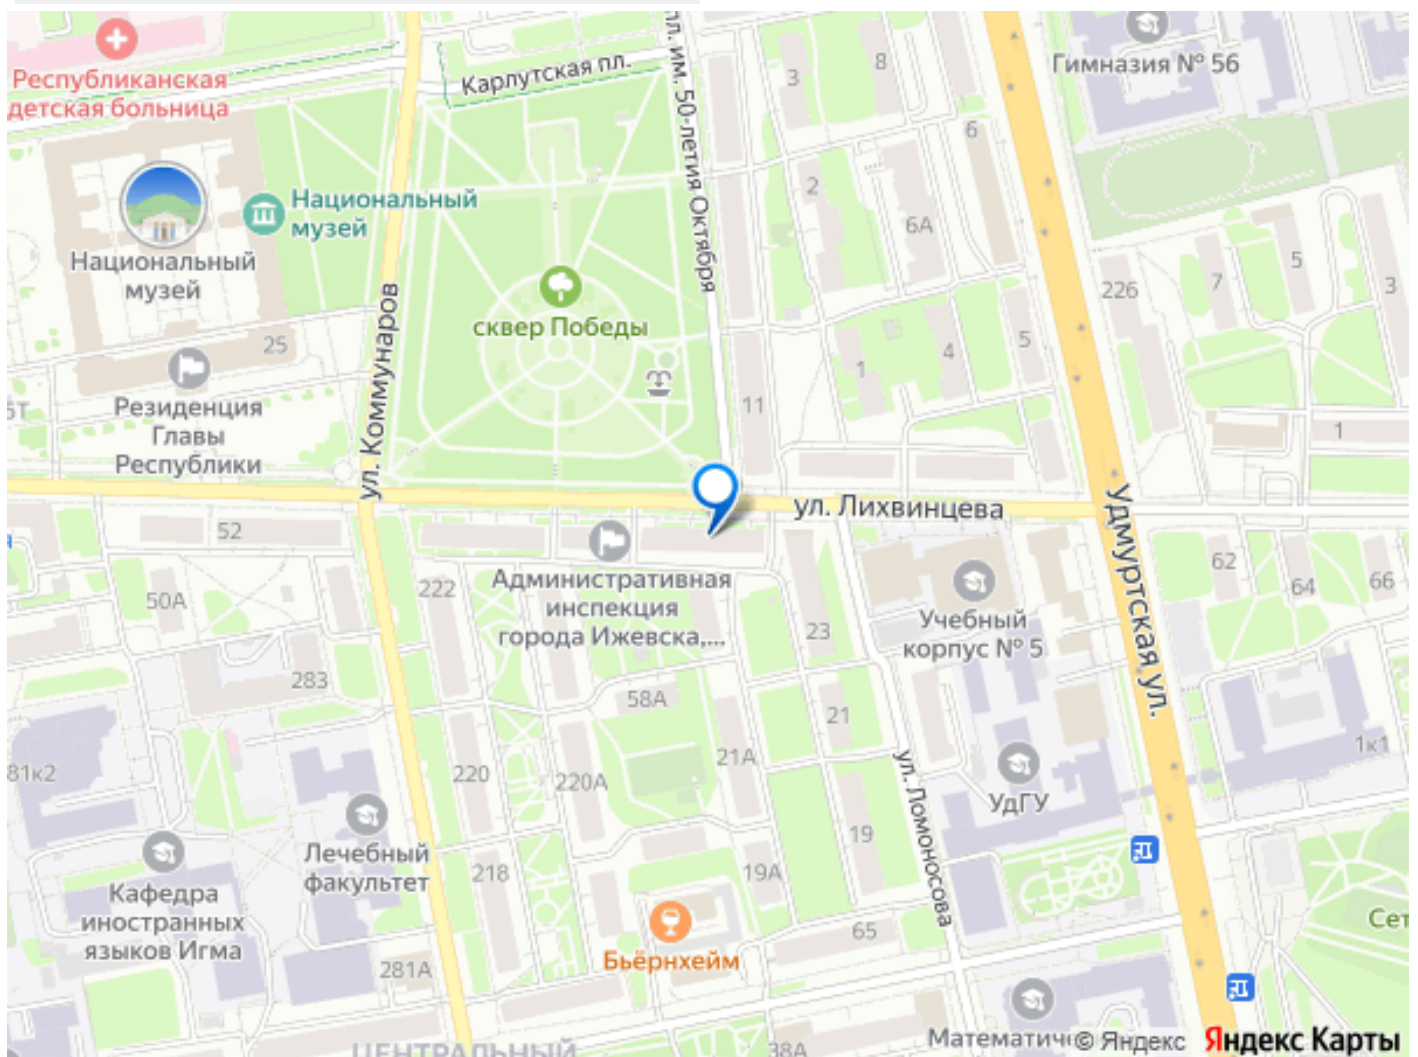 Республиканская
детская больница
Карлутская пл.
пл. им. 50-летия Октября
3
8
Гимназия № 56
6
Национальный
музей
Национальный
музей
2
6А
5
7
226
3
сквер Победы
25
ул. Коммунаров
1
4
5
Резиденция
Главы
Республики
11
1
ул. Лихвинцева
Удмуртская ул.
52
Административная
инспекция
города Ижевска,...
222
50А
62
64
66
Учебный
корпус № 5
23
283
58А
21
21А
1к1
81к2
220
220А
ул. Ломоносова
УдГУ
19
Лечебный
факультет
218
19А
Кафедра
иностранных
языков Игма
Бьёрнхейм
65
Сет
281А
ЦЕНТРАЛЬНЫЙ
38А
Математич
© Яндекс
Яндекс Карты